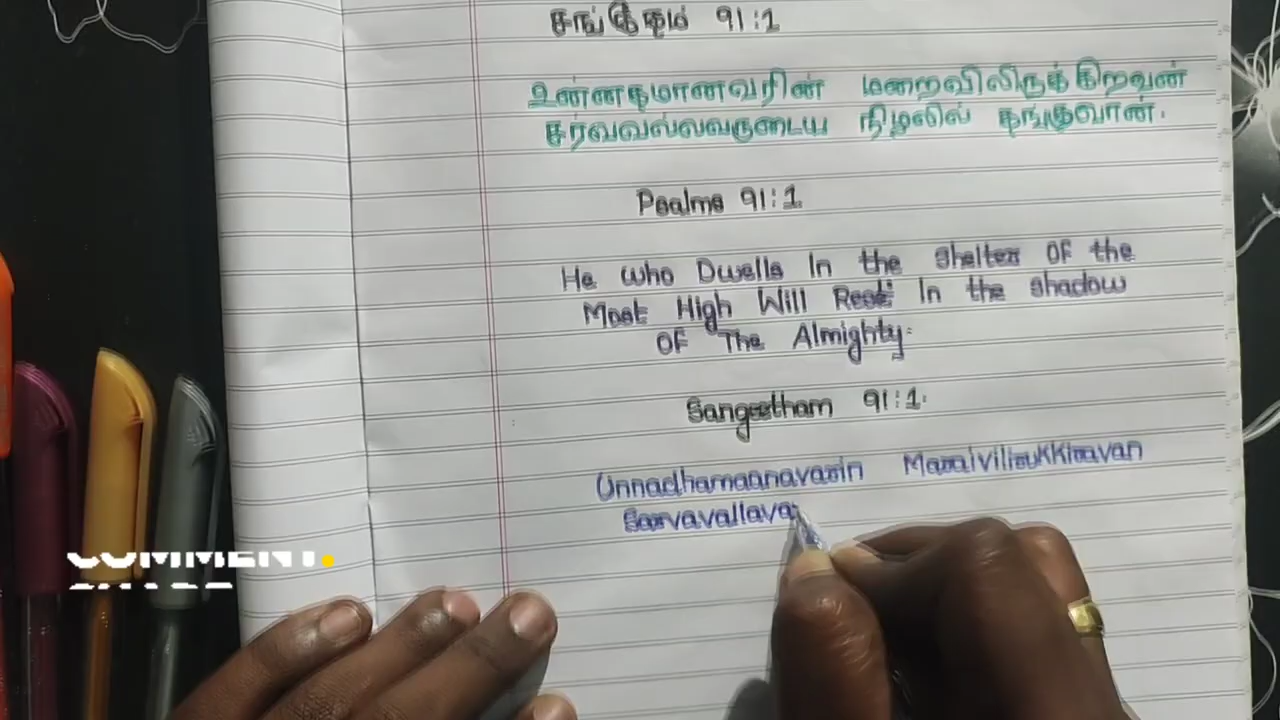 சங்கீதம் 91:1
உன்னதமானவரின் மறைவிலிருக்கிறவன்
சர்வவல்லவருடைய நிழலில் தங்குவான்.
Psalms 91:1
He who Dwells In the shelter OF the
Most High Will Rest In the shadow
OF The Almighty.
Sangeetham 91:1.
Unnadhamaanavarin MaraivilirukKiravan
Sarvavallava
COMMENT.